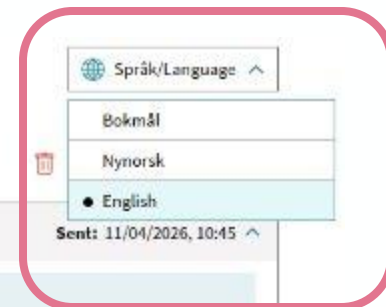 Språk/Language
Bokmål
Nynorsk
English
Sent: 11/04/2026, 10:45